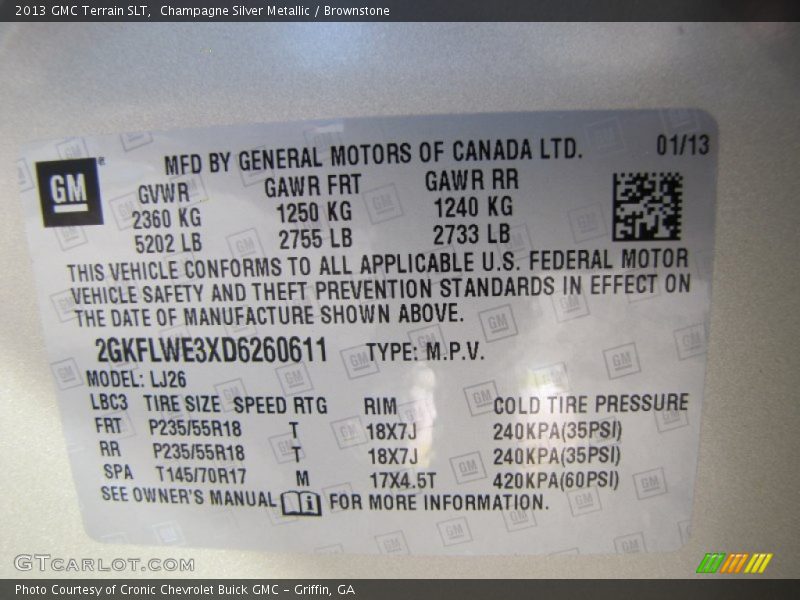 2013 GMC Terrain SLT,  Champagne Silver Metallic / Brownstone
MFD BY GENERAL MOTORS OF CANADA LTD. 01/13
GM
GVWR GAWR FRT GAWR RR
2360 KG 1250 KG 1240 KG
5202 LB 2755 LB 2733 LB
THIS VEHICLE CONFORMS TO ALL APPLICABLE U.S. FEDERAL MOTOR
VEHICLE SAFETY AND THEFT PREVENTION STANDARDS IN EFFECT ON
THE DATE OF MANUFACTURE SHOWN ABOVE.
2GKFLWE3XD6260611 TYPE: M.P.V.
MODEL: LJ26
LBC3 TIRE SIZE SPEED RTG RIM COLD TIRE PRESSURE
FRT P235/55R18 T 18X7J 240KPA(35PSI)
RR P235/55R18 T 18X7J 240KPA(35PSI)
SPA T145/70R17 M 17X4.5T 420KPA(60PSI)
SEE OWNER'S MANUAL FOR MORE INFORMATION.
GTCARLOT.COM
Photo Courtesy of Cronic Chevrolet Buick GMC – Griffin, GA